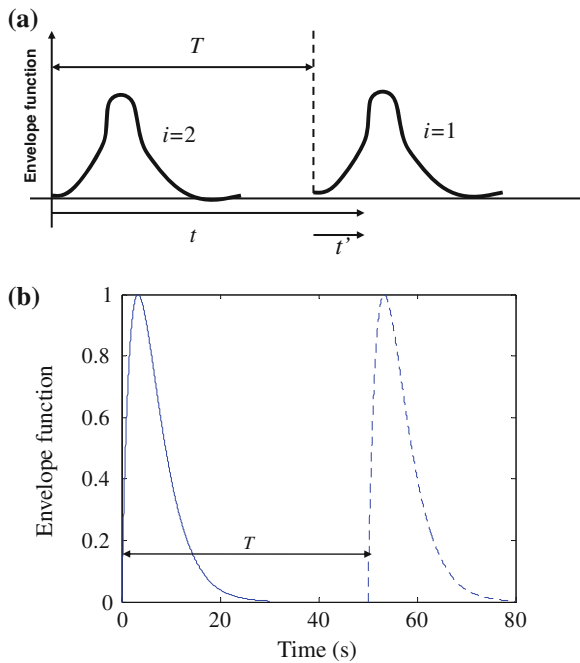 (a)
T
Envelope function
i=2
i=1
t
t’
(b)
1
0.8
0.6
0.4
0.2
0
Envelope function
T
0
20
40
60
80
Time (s)